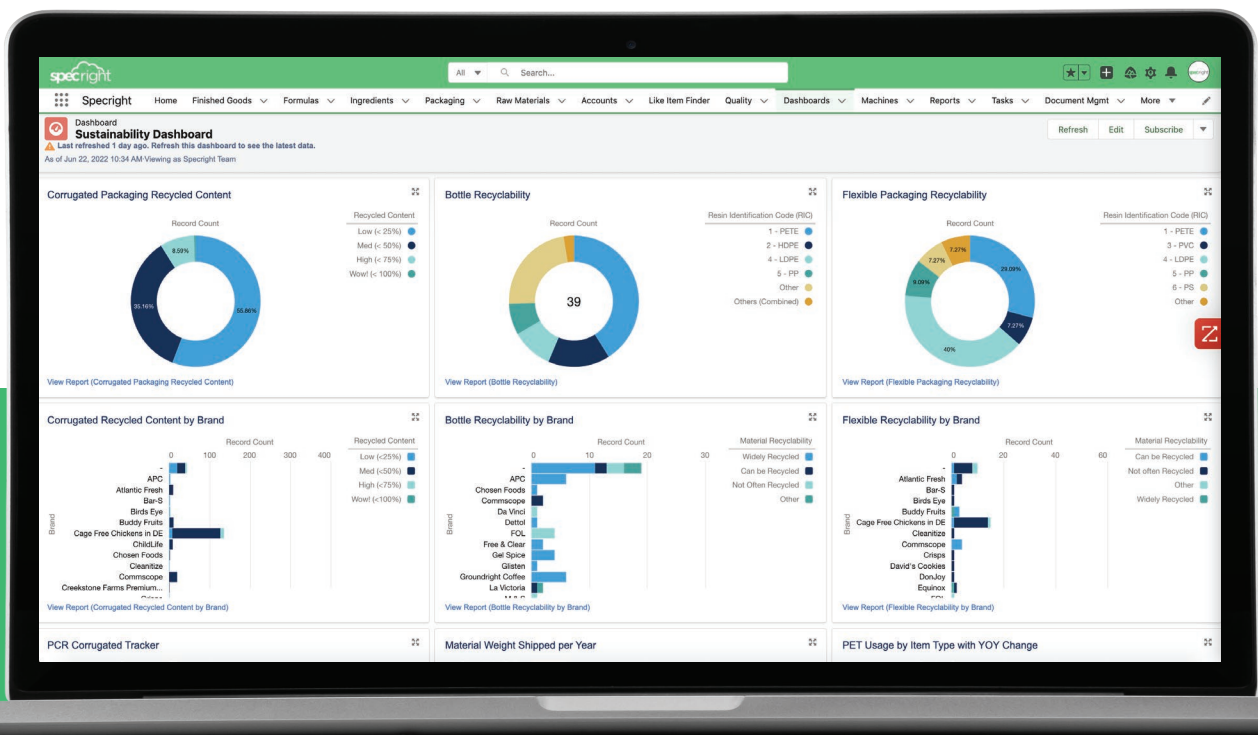 specright
All
Search...
specright
Specright
Home
Finished Goods
Formulas
Ingredients
Packaging
Raw Materials
Accounts
Like Item Finder
Quality
Dashboards
Machines
Reports
Tasks
Document Mgmt
More
Dashboard
Sustainability Dashboard
Last refreshed 1 day ago. Refresh this dashboard to see the latest data.
As of Jun 22, 2022 10:34 AM·Viewing as Specright Team
Refresh
Edit
Subscribe
Corrugated Packaging Recycled Content
Record Count
8.59%
35.16%
55.86%
Recycled Content
Low (< 25%)
Med (< 50%)
High (< 75%)
Wow! (< 100%)
View Report (Corrugated Packaging Recycled Content)
Bottle Recyclability
Record Count
39
Resin Identification Code (RIC)
1 - PETE
2 - HDPE
4 - LDPE
5 - PP
Other
Others (Combined)
View Report (Bottle Recyclability)
Flexible Packaging Recyclability
Record Count
7.27%
7.27%
29.09%
9.09%
7.27%
40%
Resin Identification Code (RIC)
1 - PETE
3 - PVC
4 - LDPE
5 - PP
6 - PS
Other
View Report (Flexible Packaging Recyclability)
Corrugated Recycled Content by Brand
Record Count
0 100 200 300 400
Brand
-
APC
Atlantic Fresh
Bar-S
Birds Eye
Buddy Fruits
Cage Free Chickens in DE
ChildLife
Chosen Foods
Cleanitize
Commscope
Creekstone Farms Premium...
Recycled Content
Low (<25%)
Med (<50%)
High (<75%)
Wow! (<100%)
View Report (Corrugated Recycled Content by Brand)
Bottle Recyclability by Brand
Record Count
0 10 20 30
Brand
-
APC
Chosen Foods
Commscope
Da Vinci
Dettol
FOL
Free & Clear
Gel Spice
Glisten
Groundright Coffee
La Victoria
Material Recyclability
Widely Recycled
Can be Recycled
Not Often Recycled
Other
View Report (Bottle Recyclability by Brand)
Flexible Recyclability by Brand
Record Count
0 20 40 60
Brand
-
Atlantic Fresh
Bar-S
Birds Eye
Buddy Fruits
Cage Free Chickens in DE
Cleanitize
Commscope
Crisps
David's Cookies
DonJoy
Equinox
Material Recyclability
Can be Recycled
Not often Recycled
Other
Widely Recycled
View Report (Flexible Recyclability by Brand)
PCR Corrugated Tracker
Material Weight Shipped per Year
PET Usage by Item Type with YOY Change